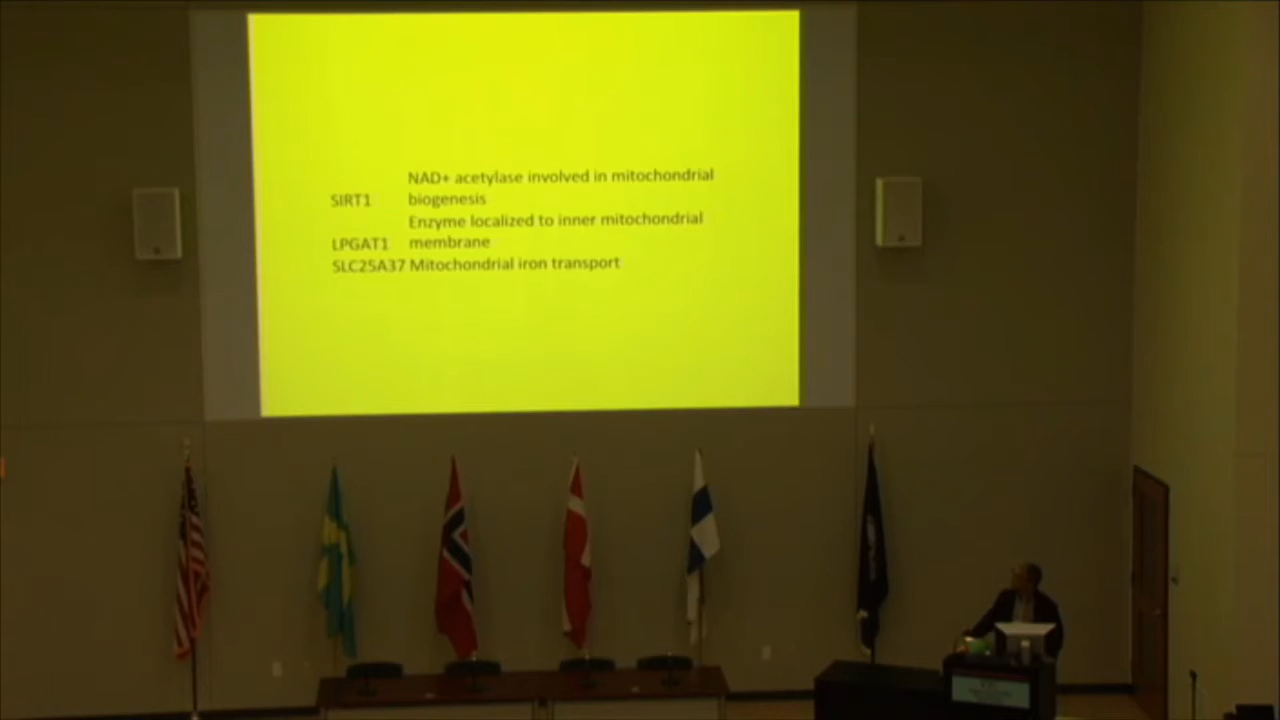 NAD+ acetylase involved in mitochondrial
SIRT1 biogenesis
Enzyme localized to inner mitochondrial
LPGAT1 membrane
SLC25A37 Mitochondrial iron transport